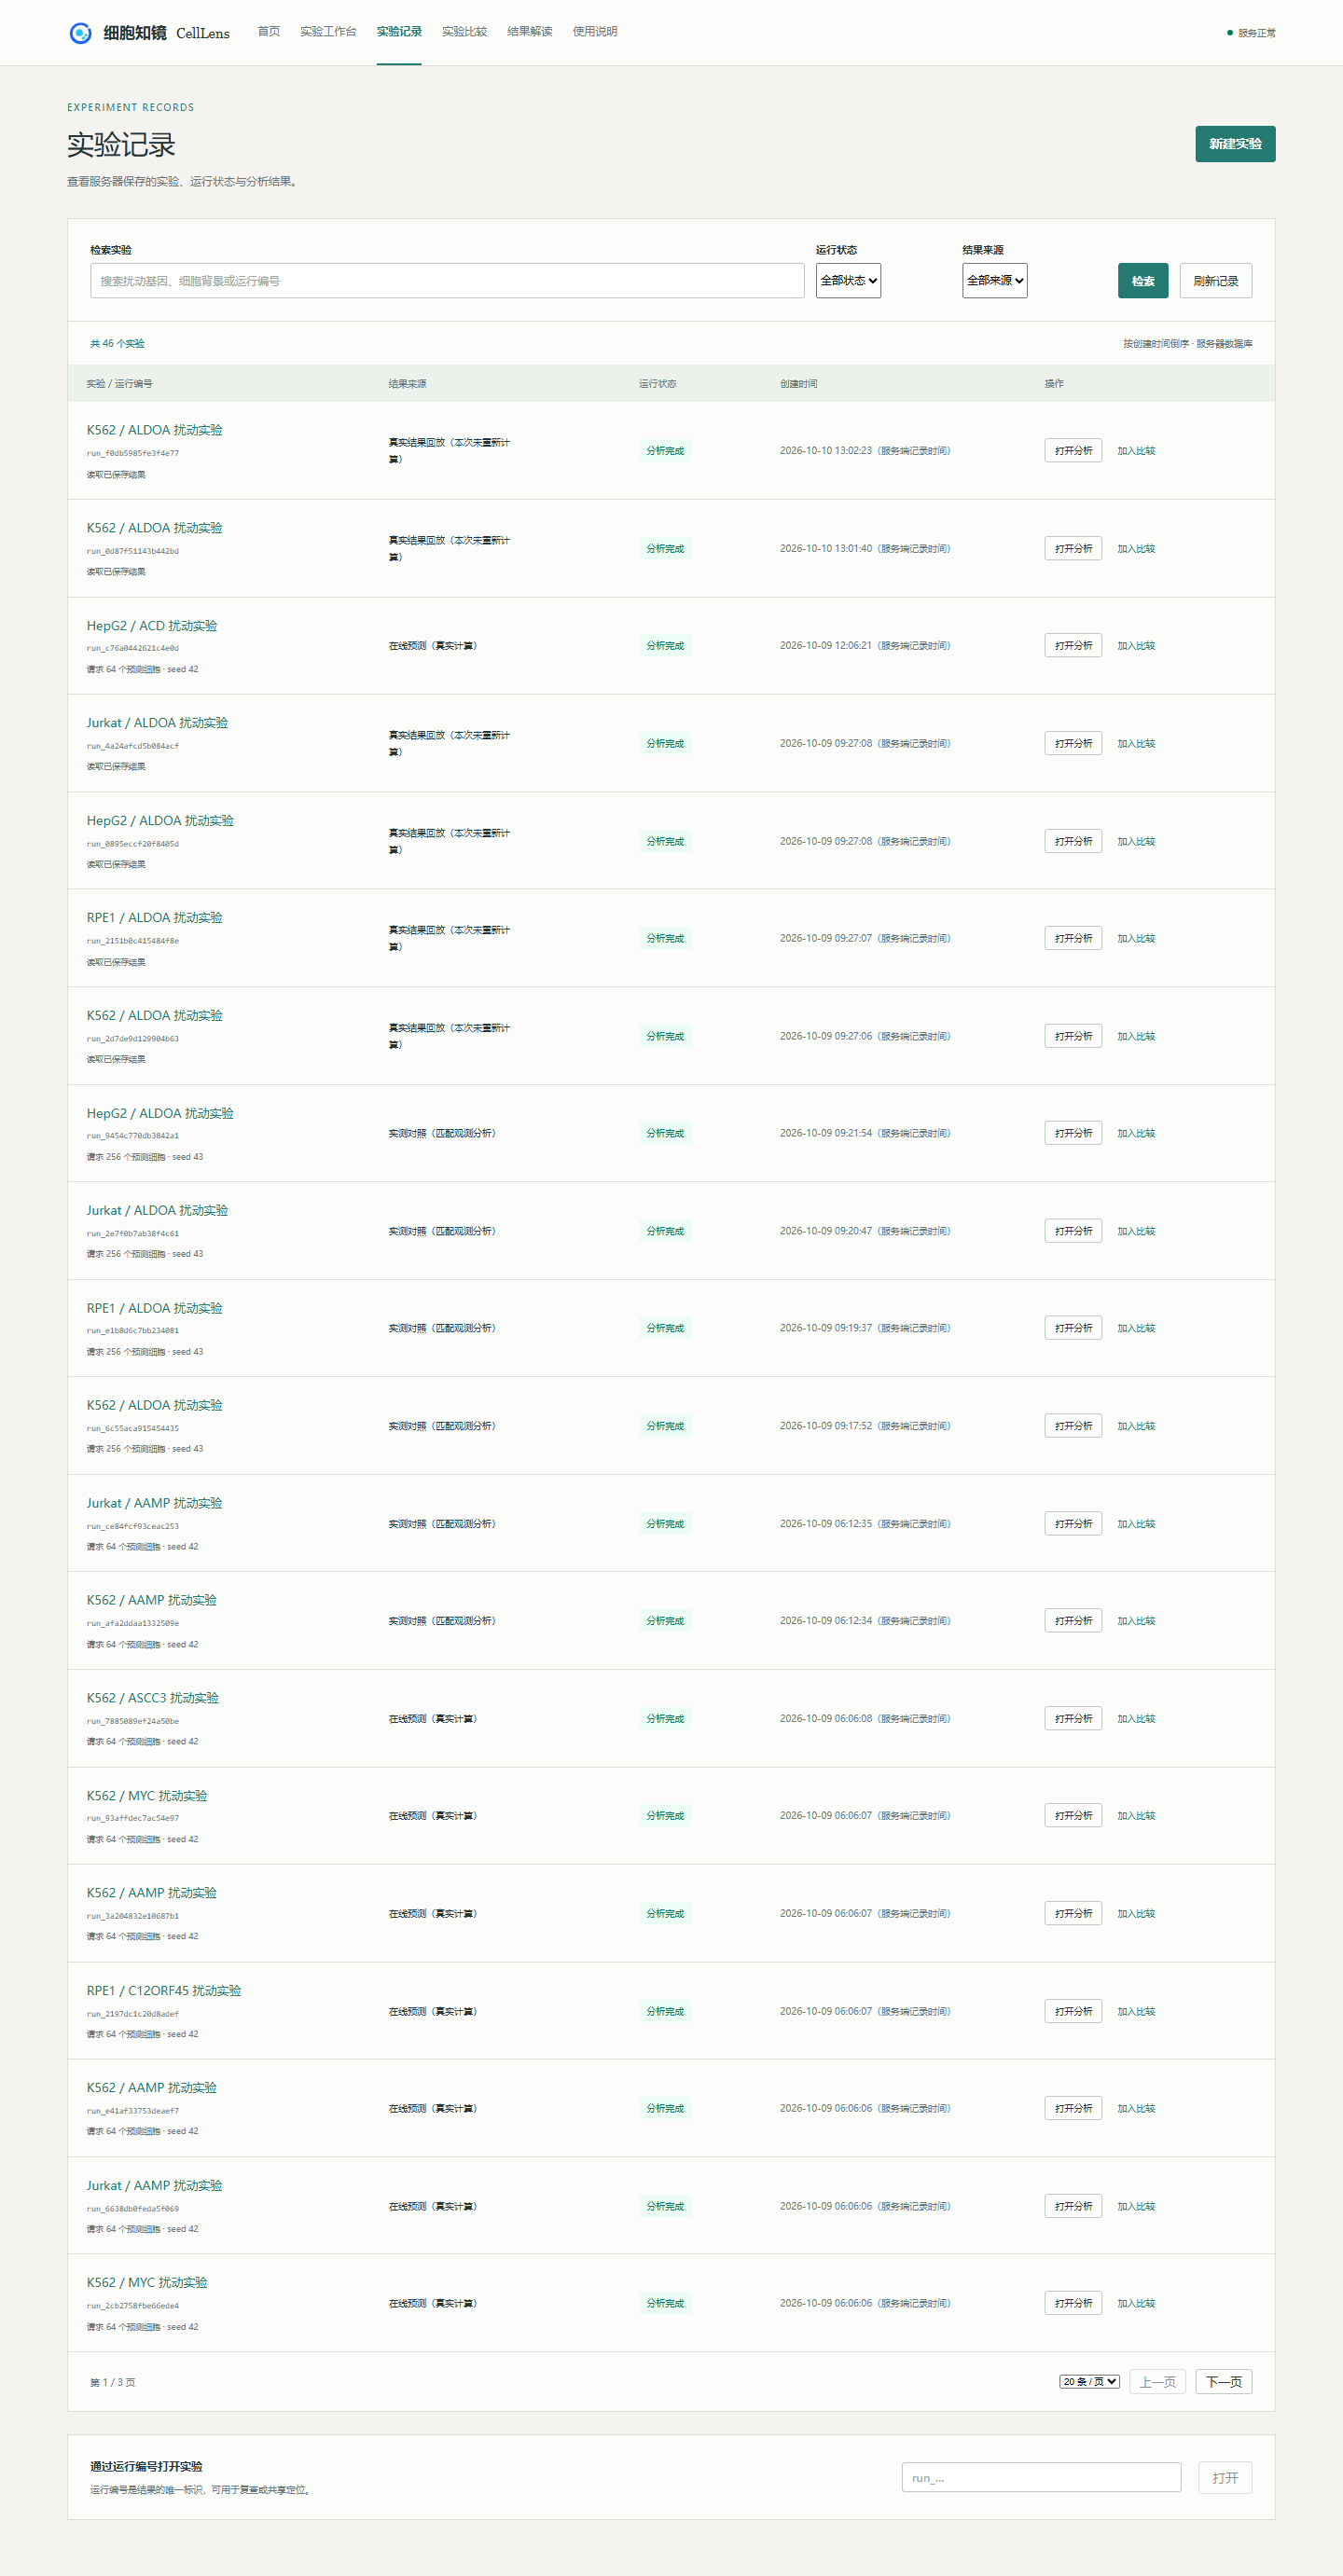 细胞知镜 CellLens 首页 实验工作台 实验记录 实验比较 结果解读 使用说明 服务正常
EXPERIMENT RECORDS
实验记录
新建实验
查看服务器保存的实验、运行状态与分析结果。
检索实验 运行状态 结果来源
搜索扰动基因、细胞背景或运行编号 全部状态 全部来源 检索 刷新记录
共 46 个实验 按创建时间倒序 · 服务器数据库
实验 / 运行编号 结果来源 运行状态 创建时间 操作
K562 / ALDOA 扰动实验
run_f0db5985fe3f4e77
读取已保存结果
真实结果回放（本次未重新计
算）
分析完成 2026-10-10 13:02:23（服务端记录时间） 打开分析 加入比较
K562 / ALDOA 扰动实验
run_0d87f51143b442bd
读取已保存结果
真实结果回放（本次未重新计
算）
分析完成 2026-10-10 13:01:40（服务端记录时间） 打开分析 加入比较
HepG2 / ACD 扰动实验
run_c76a0442621c4e0d
请求 64 个预测细胞 · seed 42
在线预测（真实计算） 分析完成 2026-10-09 12:06:21（服务端记录时间） 打开分析 加入比较
Jurkat / ALDOA 扰动实验
run_4a24afcd5b084acf
读取已保存结果
真实结果回放（本次未重新计
算）
分析完成 2026-10-09 09:27:08（服务端记录时间） 打开分析 加入比较
HepG2 / ALDOA 扰动实验
run_0895eccf20f8405d
读取已保存结果
真实结果回放（本次未重新计
算）
分析完成 2026-10-09 09:27:08（服务端记录时间） 打开分析 加入比较
RPE1 / ALDOA 扰动实验
run_2151b0c415484f8e
读取已保存结果
真实结果回放（本次未重新计
算）
分析完成 2026-10-09 09:27:07（服务端记录时间） 打开分析 加入比较
K562 / ALDOA 扰动实验
run_2d7de9d129904b63
读取已保存结果
真实结果回放（本次未重新计
算）
分析完成 2026-10-09 09:27:06（服务端记录时间） 打开分析 加入比较
HepG2 / ALDOA 扰动实验
run_9454c770db3842a1
请求 256 个预测细胞 · seed 43
实测对照（匹配观测分析） 分析完成 2026-10-09 09:21:54（服务端记录时间） 打开分析 加入比较
Jurkat / ALDOA 扰动实验
run_2e7f0b7ab38f4c61
请求 256 个预测细胞 · seed 43
实测对照（匹配观测分析） 分析完成 2026-10-09 09:20:47（服务端记录时间） 打开分析 加入比较
RPE1 / ALDOA 扰动实验
run_e1b8d6c7bb234081
请求 256 个预测细胞 · seed 43
实测对照（匹配观测分析） 分析完成 2026-10-09 09:19:37（服务端记录时间） 打开分析 加入比较
K562 / ALDOA 扰动实验
run_6c55aca915454435
请求 256 个预测细胞 · seed 43
实测对照（匹配观测分析） 分析完成 2026-10-09 09:17:52（服务端记录时间） 打开分析 加入比较
Jurkat / AAMP 扰动实验
run_ce84fcf93ceac253
请求 64 个预测细胞 · seed 42
实测对照（匹配观测分析） 分析完成 2026-10-09 06:12:35（服务端记录时间） 打开分析 加入比较
K562 / AAMP 扰动实验
run_afa2ddaa1332509e
请求 64 个预测细胞 · seed 42
实测对照（匹配观测分析） 分析完成 2026-10-09 06:12:34（服务端记录时间） 打开分析 加入比较
K562 / ASCC3 扰动实验
run_7885089ef24a50be
请求 64 个预测细胞 · seed 42
在线预测（真实计算） 分析完成 2026-10-09 06:06:08（服务端记录时间） 打开分析 加入比较
K562 / MYC 扰动实验
run_93affdec7ac54e97
请求 64 个预测细胞 · seed 42
在线预测（真实计算） 分析完成 2026-10-09 06:06:07（服务端记录时间） 打开分析 加入比较
K562 / AAMP 扰动实验
run_3a204832e10687b1
请求 64 个预测细胞 · seed 42
在线预测（真实计算） 分析完成 2026-10-09 06:06:07（服务端记录时间） 打开分析 加入比较
RPE1 / C12ORF45 扰动实验
run_2197dc1c20d8adef
请求 64 个预测细胞 · seed 42
在线预测（真实计算） 分析完成 2026-10-09 06:06:07（服务端记录时间） 打开分析 加入比较
K562 / AAMP 扰动实验
run_e41af33753deaef7
请求 64 个预测细胞 · seed 42
在线预测（真实计算） 分析完成 2026-10-09 06:06:06（服务端记录时间） 打开分析 加入比较
Jurkat / AAMP 扰动实验
run_6638db0feda5f069
请求 64 个预测细胞 · seed 42
在线预测（真实计算） 分析完成 2026-10-09 06:06:06（服务端记录时间） 打开分析 加入比较
K562 / MYC 扰动实验
run_2cb2758fbe66ede4
请求 64 个预测细胞 · seed 42
在线预测（真实计算） 分析完成 2026-10-09 06:06:06（服务端记录时间） 打开分析 加入比较
第 1 / 3 页 20 条 / 页 上一页 下一页
通过运行编号打开实验
运行编号是结果的唯一标识，可用于复查或共享定位。
run_... 打开